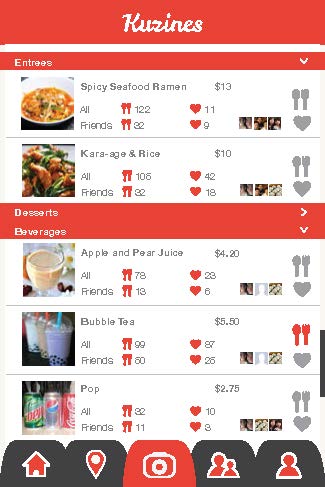 Kuzines
Entrees
Spicy Seafood Ramen $13
All 122 11
Friends 32 9
Kara-age & Rice $10
All 105 42
Friends 32 18
Desserts
Beverages
Apple and Pear Juice $4.20
All 78 23
Friends 13 6
Bubble Tea $5.50
All 99 87
Friends 50 25
Pop $2.75
All 32 10
Friends 11 3